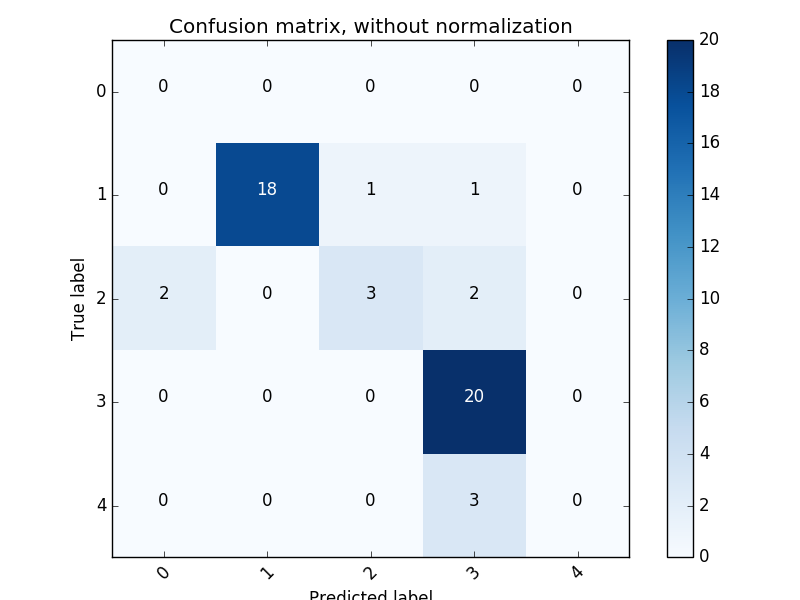 Confusion matrix, without normalization
0 0 0 0 0 0
1 0 18 1 1 0
True label
2 2 0 3 2 0
3 0 0 0 20 0
4 0 0 0 3 0
0 1 2 3 4
Predicted label
20
18
16
14
12
10
8
6
4
2
0